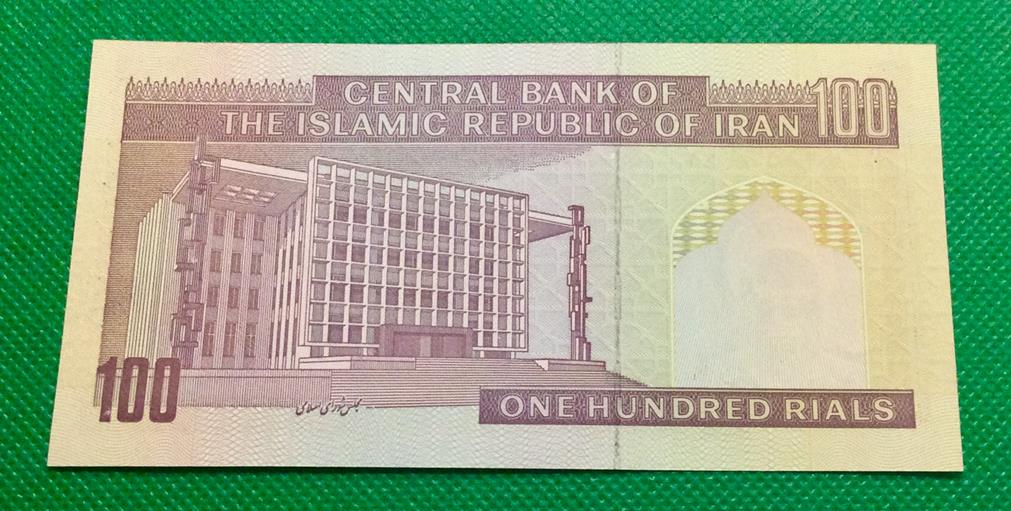 CENTRAL BANK OF
THE ISLAMIC REPUBLIC OF IRAN
100
100
مجلس شورای اسلامی
ONE HUNDRED RIALS